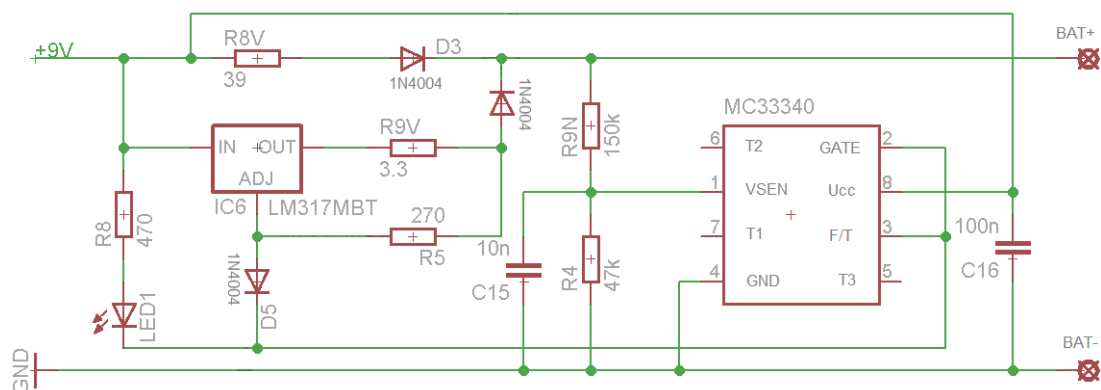 BAT+
+9V
R8V
39
D3
1N4004
1N4004
R9V
3.3
IN
OUT
ADJ
IC6
LM317MBT
R8
470
LED1
1N4004
D5
270
R5
10n
C15
R9N
150k
R4
47k
MC33340
6
T2
GATE
2
1
VSEN
Ucc
8
7
T1
F/T
3
4
GND
T3
5
100n
C16
BAT-
GND